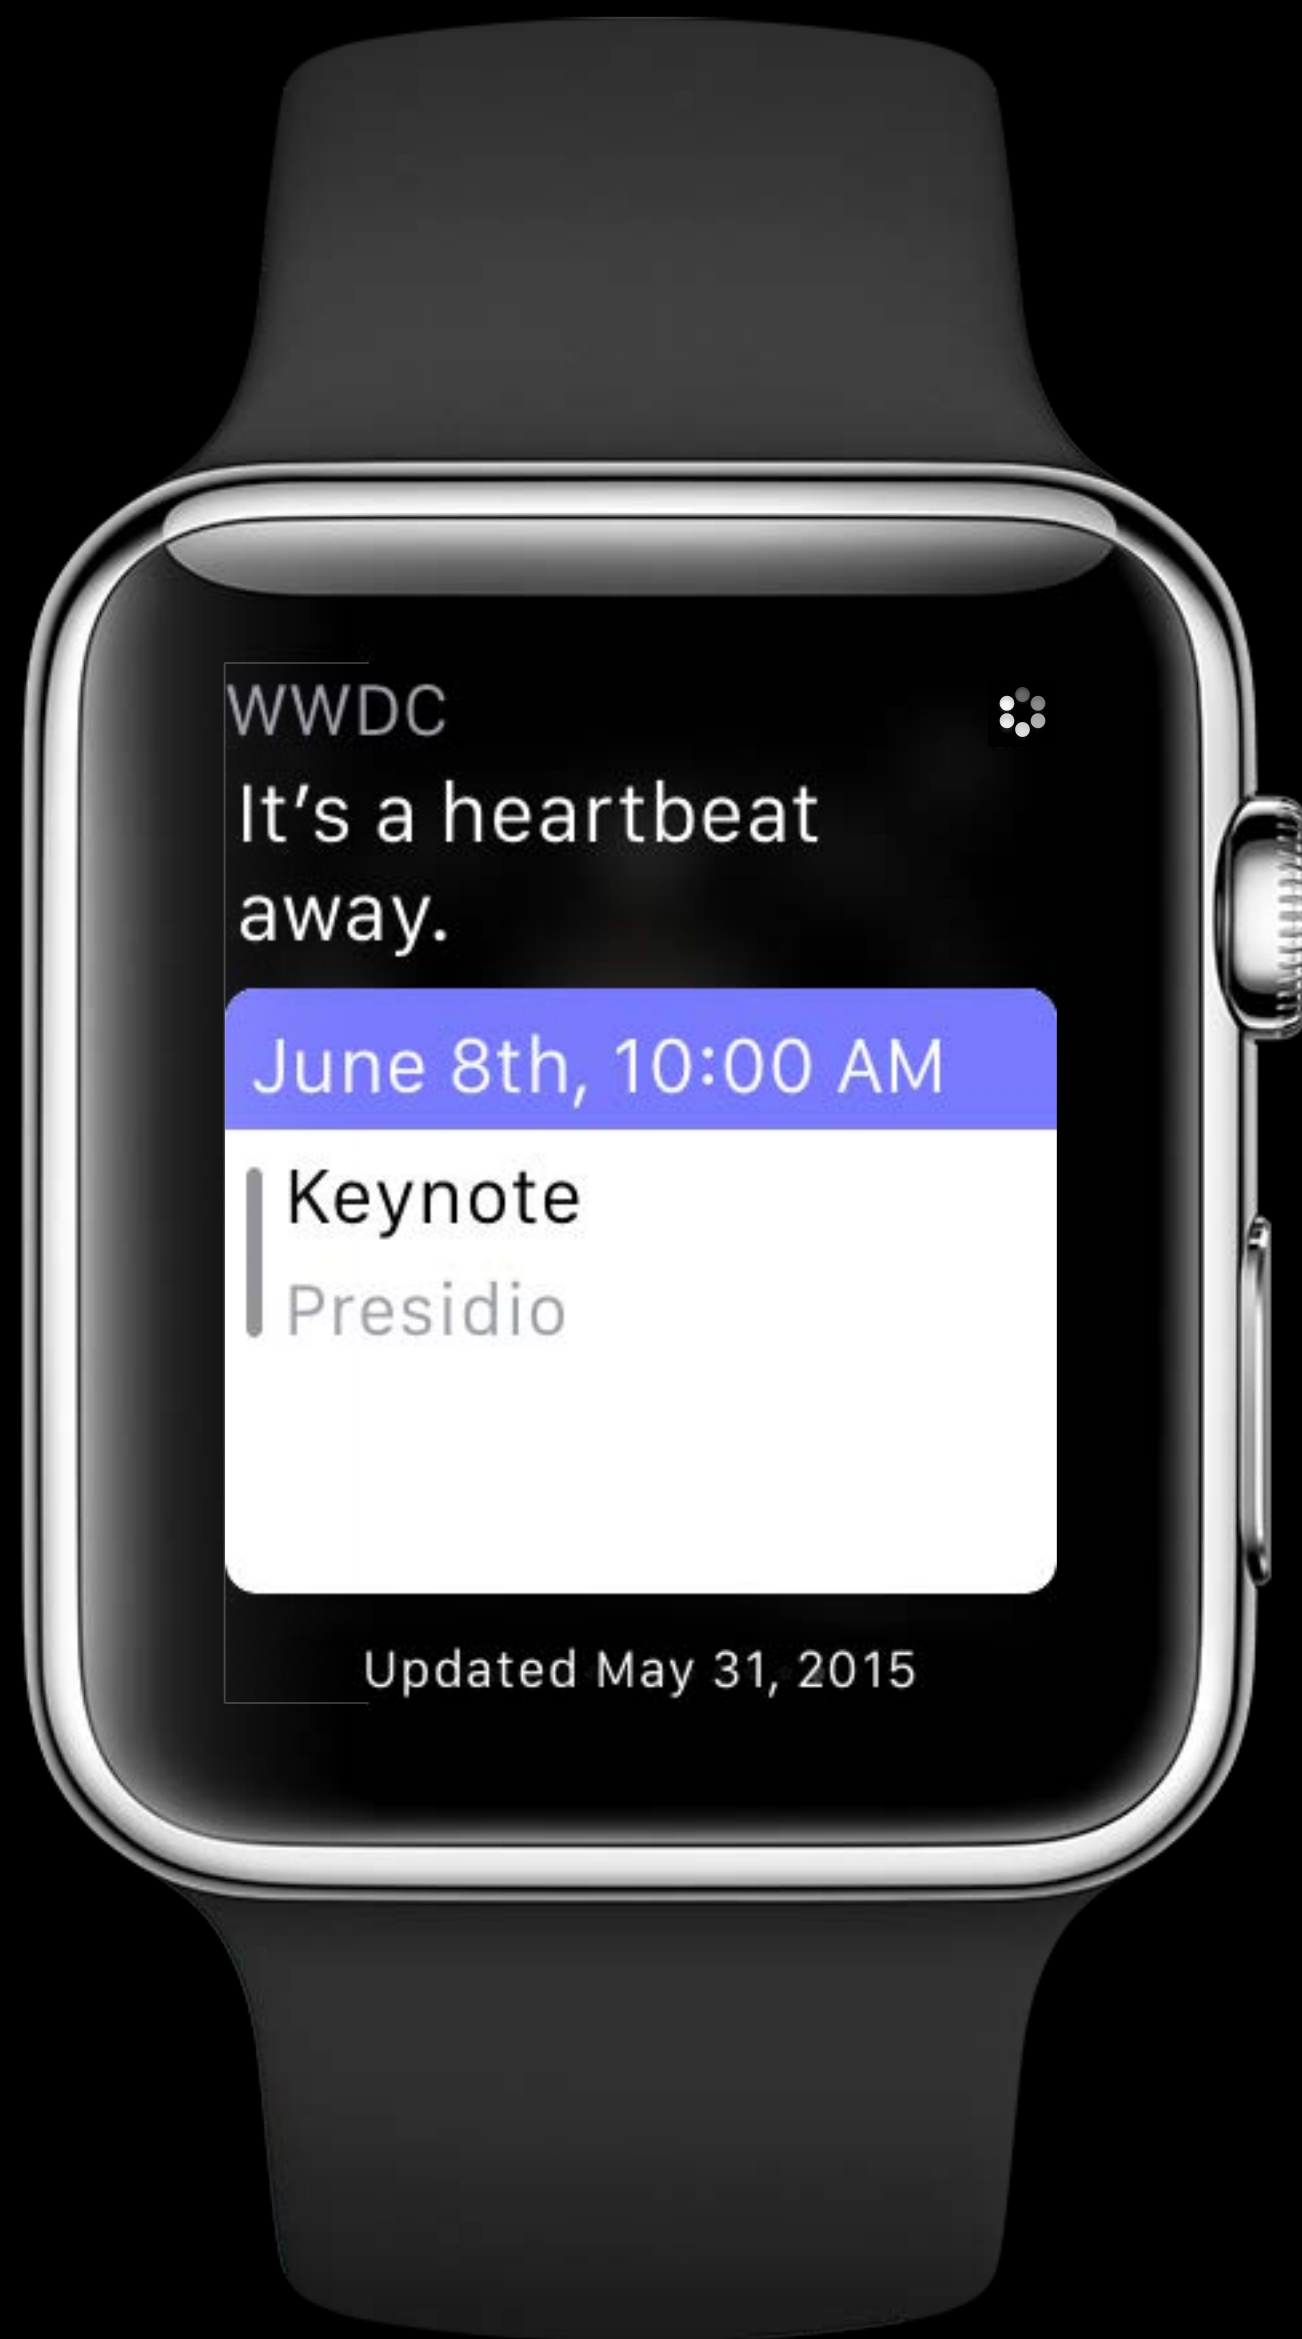 WWDC
It’s a heartbeat
away.
June 8th, 10:00 AM
Keynote
Presidio
Updated May 31, 2015